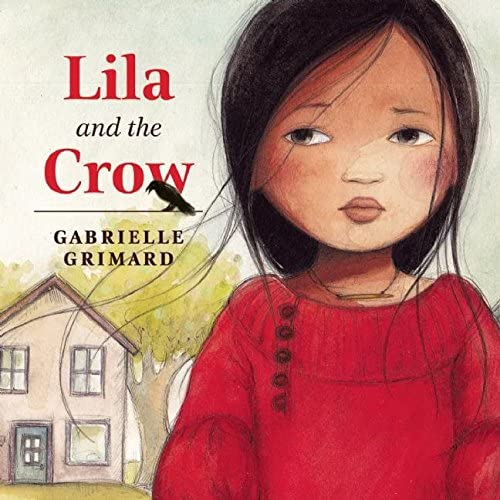 Lila
and the
Crow
GABRIELLE
GRIMARD